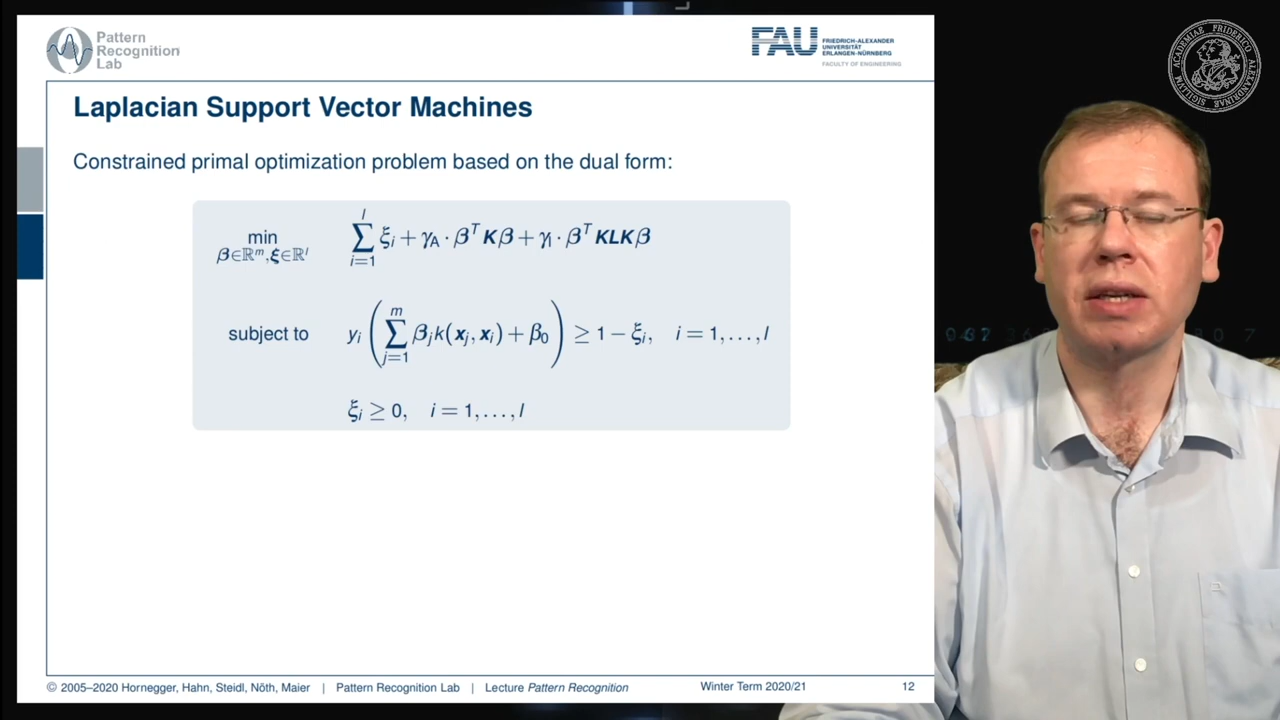 Pattern
Recognition
Lab
FAU FRIEDRICH-ALEXANDER
UNIVERSITÄT
ERLANGEN-NÜRNBERG
FACULTY OF ENGINEERING
Laplacian Support Vector Machines
Constrained primal optimization problem based on the dual form:
min_{β∈ℝ^m, ξ∈ℝ^l} ∑_{i=1}^{l} ξ_i + γ_A · β^T Kβ + γ_I · β^T KLKβ
subject to y_i (∑_{j=1}^{m} β_j k(x_j, x_i) + β_0) ≥ 1 − ξ_i, i = 1, . . . , l
ξ_i ≥ 0, i = 1, . . . , l
© 2005–2020 Hornegger, Hahn, Steidl, Nöth, Maier | Pattern Recognition Lab | Lecture Pattern Recognition Winter Term 2020/21 12